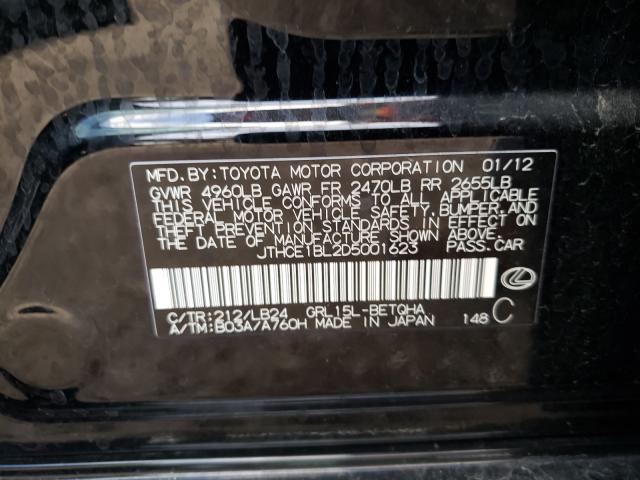 MFD. BY: TOYOTA MOTOR CORPORATION 01/12
GVWR 4960LB GAWR FR 2470LB RR 2655LB
THIS VEHICLE CONFORMS TO ALL APPLICABLE
FEDERAL MOTOR VEHICLE SAFETY, BUMPER, AND
THEFT PREVENTION STANDARDS IN EFFECT ON
THE DATE OF MANUFACTURE SHOWN ABOVE.
JTHCE1BL2D5001623 PASS.CAR
C/TR:212/LB24 GRL15L-BETQHA
A/TM:B03A/A760H MADE IN JAPAN 148 C